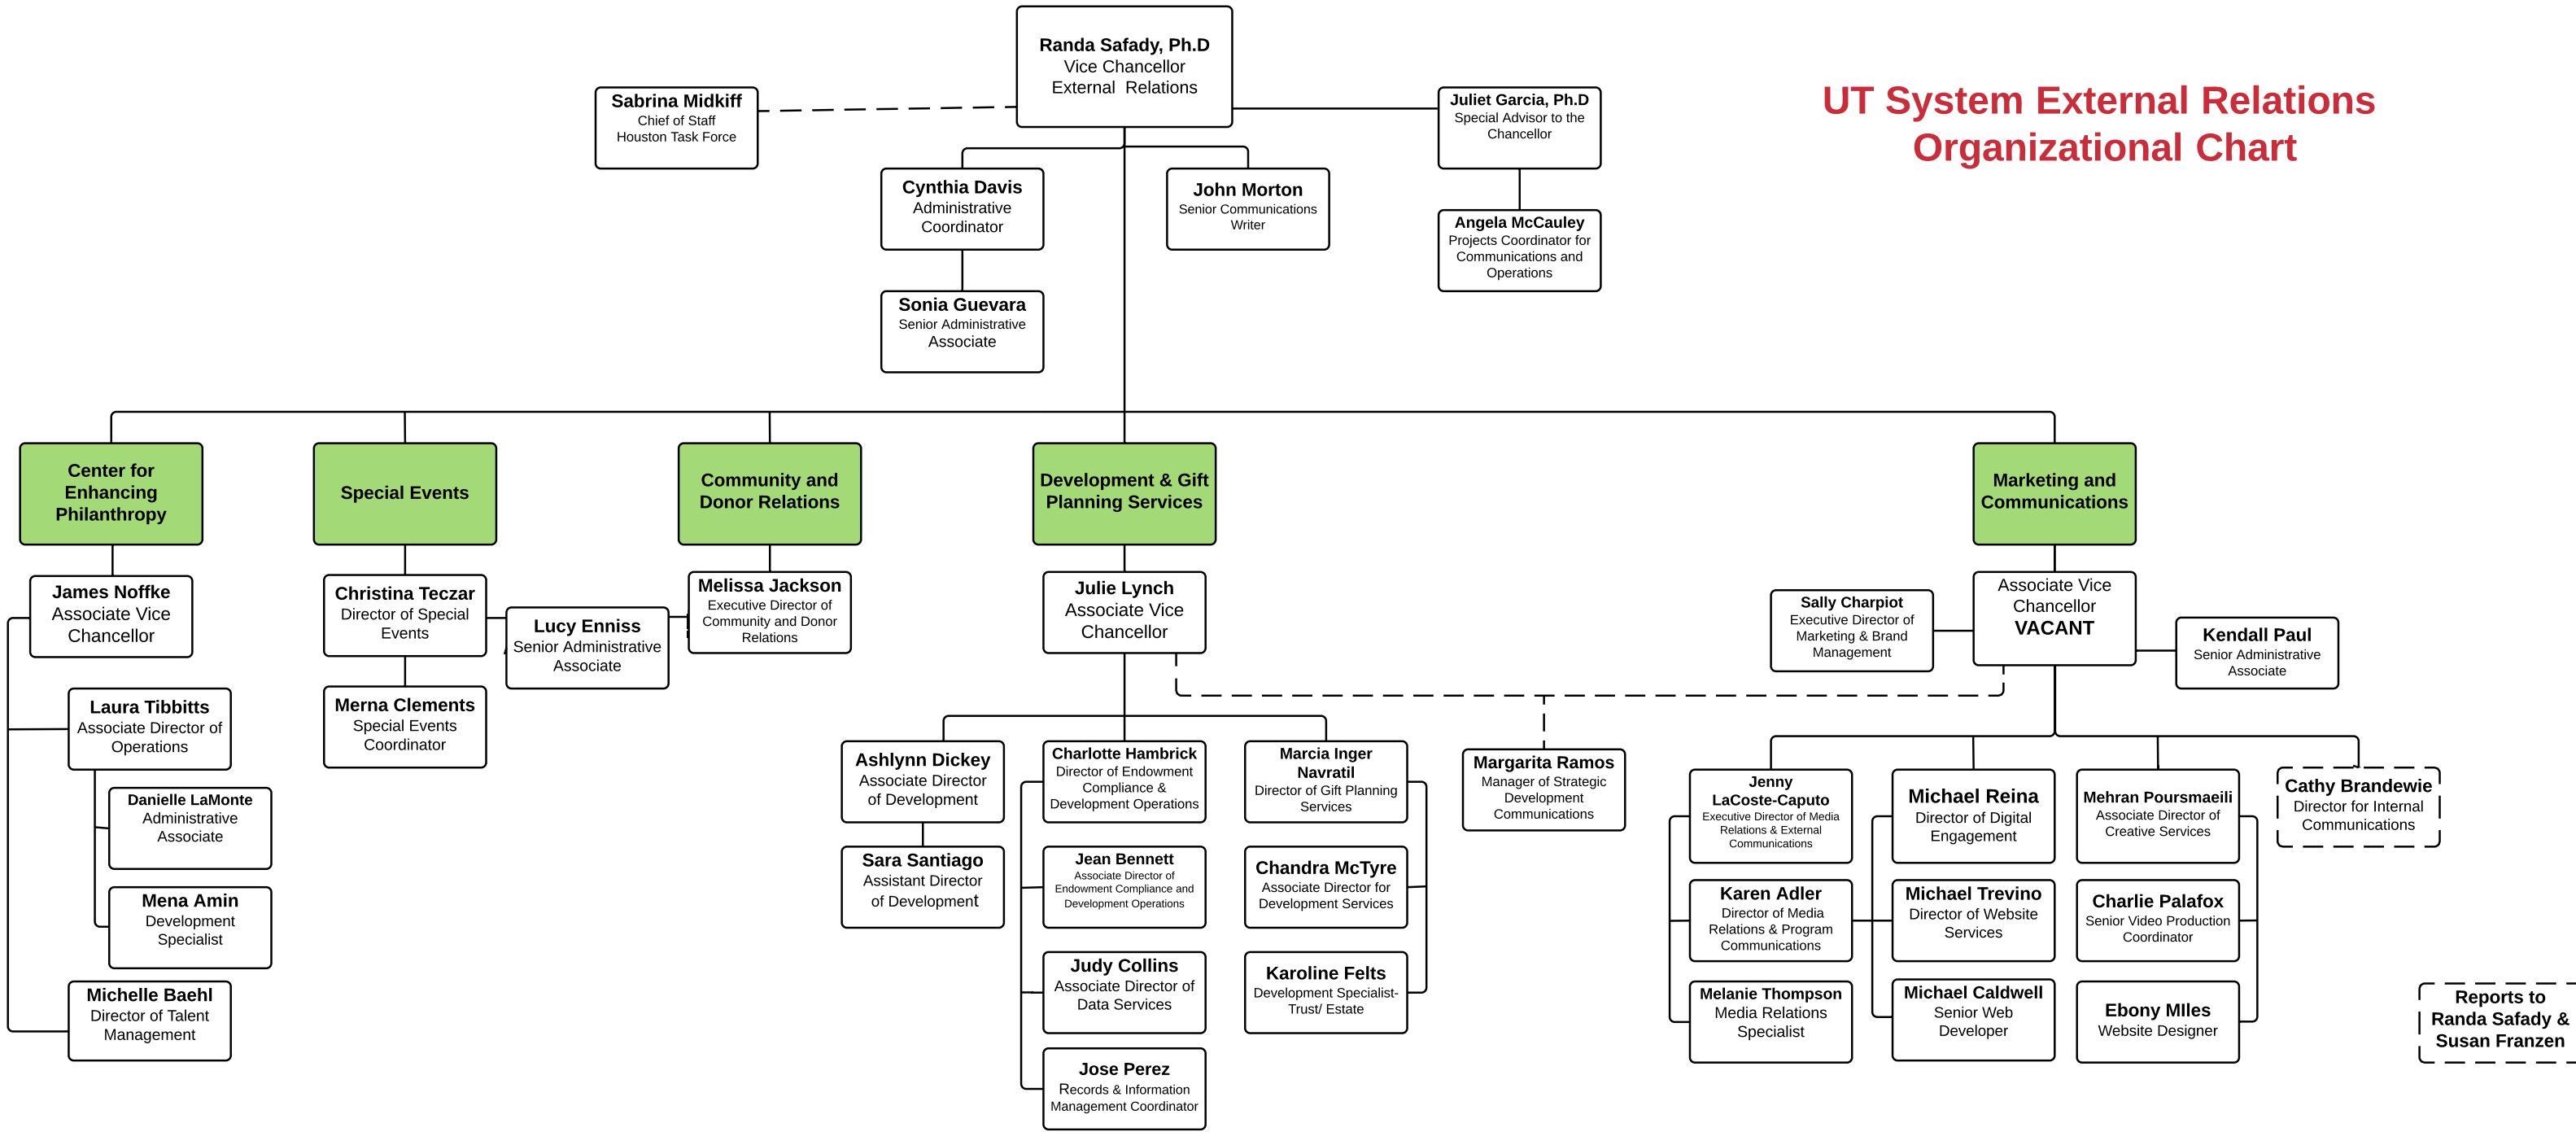 Randa Safady, Ph.D
Vice Chancellor
External  Relations
UT System External Relations
Organizational Chart
Sabrina Midkiff
Chief of Staff
Houston Task Force
Juliet Garcia, Ph.D
Special Advisor to the
Chancellor
Cynthia Davis
Administrative
Coordinator
John Morton
Senior Communications
Writer
Angela McCauley
Projects Coordinator for
Communications and
Operations
Sonia Guevara
Senior Administrative
Associate
Center for
Enhancing
Philanthropy
Special Events
Community and
Donor Relations
Development & Gift
Planning Services
Marketing and
Communications
James Noffke
Associate Vice
Chancellor
Christina Teczar
Director of Special
Events
Lucy Enniss
Senior Administrative
Associate
Melissa Jackson
Executive Director of
Community and Donor
Relations
Julie Lynch
Associate Vice
Chancellor
Sally Charpiot
Executive Director of
Marketing & Brand
Management
Associate Vice
Chancellor
VACANT
Kendall Paul
Senior Administrative
Associate
Laura Tibbitts
Associate Director of
Operations
Merna Clements
Special Events
Coordinator
Danielle LaMonte
Administrative
Associate
Mena Amin
Development
Specialist
Michelle Baehl
Director of Talent
Management
Ashlynn Dickey
Associate Director
of Development
Sara Santiago
Assistant Director
of Development
Charlotte Hambrick
Director of Endowment
Compliance &
Development Operations
Jean Bennett
Associate Director of
Endowment Compliance and
Development Operations
Judy Collins
Associate Director of
Data Services
Jose Perez
Records & Information
Management Coordinator
Marcia Inger
Navratil
Director of Gift Planning
Services
Chandra McTyre
Associate Director for
Development Services
Karoline Felts
Development Specialist-
Trust/ Estate
Margarita Ramos
Manager of Strategic
Development
Communications
Jenny
LaCoste-Caputo
Executive Director of Media
Relations & External
Communications
Karen Adler
Director of Media
Relations & Program
Communications
Melanie Thompson
Media Relations
Specialist
Michael Reina
Director of Digital
Engagement
Michael Trevino
Director of Website
Services
Michael Caldwell
Senior Web
Developer
Mehran Poursmaeili
Associate Director of
Creative Services
Charlie Palafox
Senior Video Production
Coordinator
Ebony MIles
Website Designer
Cathy Brandewie
Director for Internal
Communications
Reports to
Randa Safady &
Susan Franzen